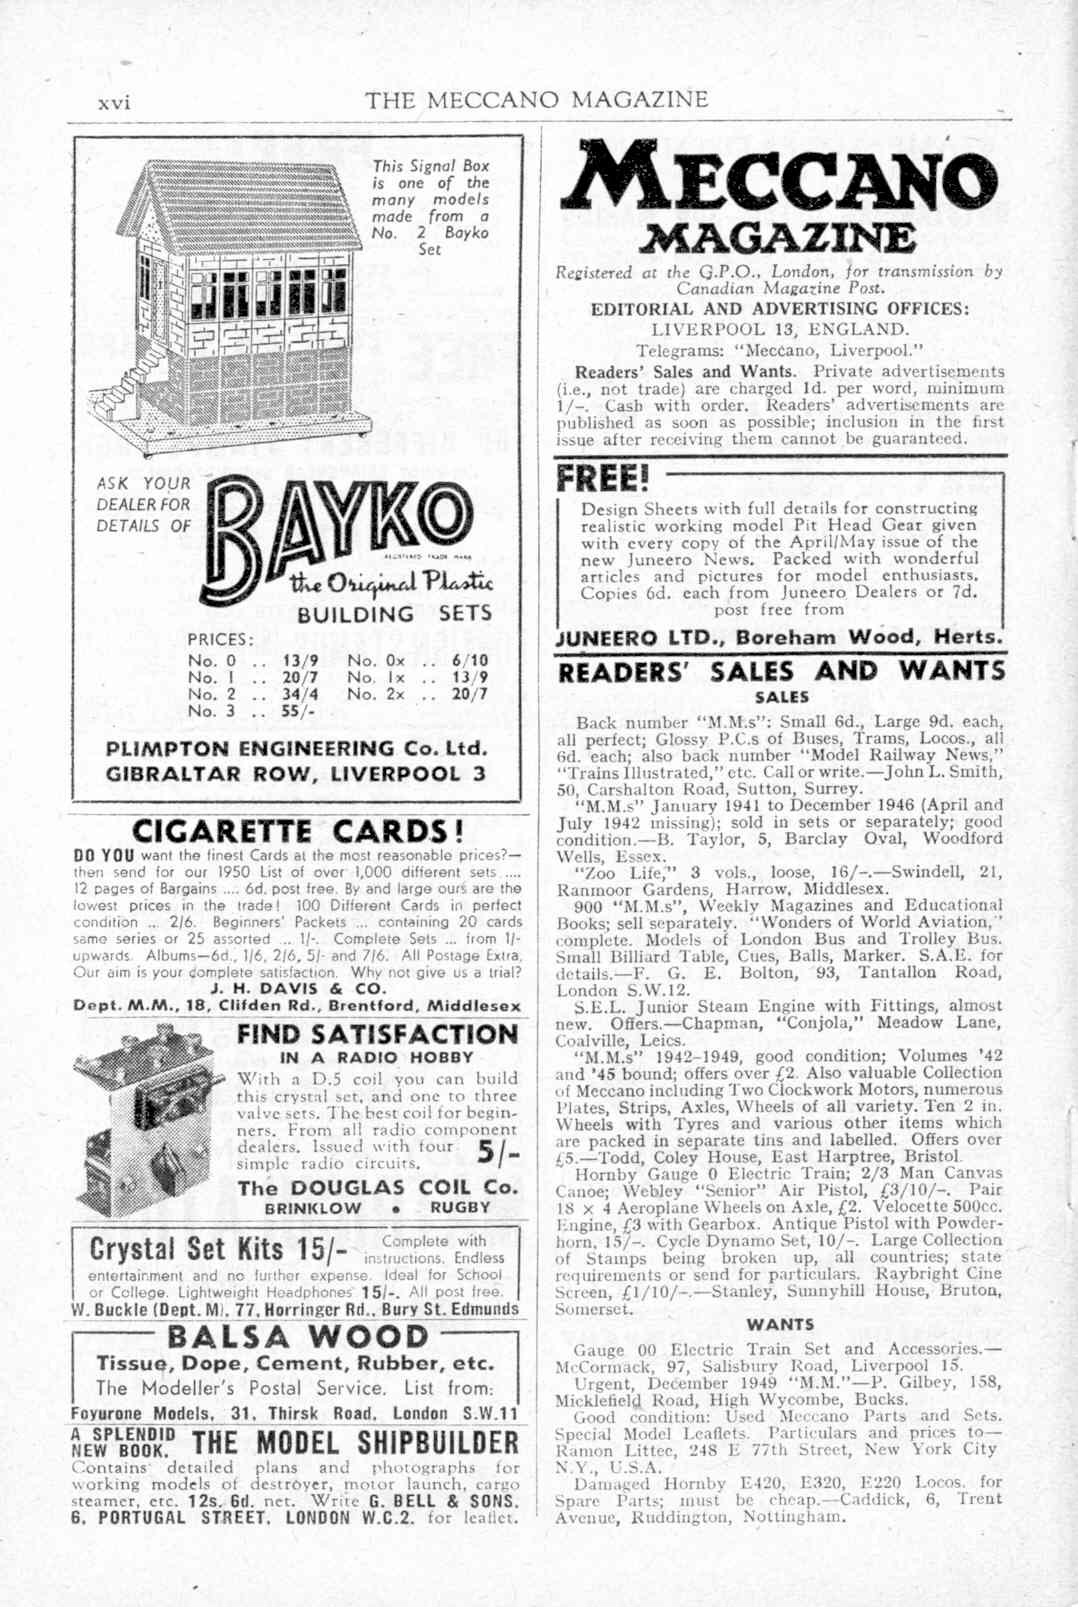 xvi
THE MECCANO MAGAZINE
This Signal Box
is one of the
many models
made from a
No. 2 Bayko
Set
ASK YOUR
DEALER FOR
DETAILS OF
BAYKO
REGISTERED TRADE MARK
the Original Plastic
BUILDING SETS
PRICES:
No. 0 .. 13/9 No. 0x .. 6/10
No. 1 .. 20/7 No. 1x .. 13/9
No. 2 .. 34/4 No. 2x .. 20/7
No. 3 .. 55/-
PLIMPTON ENGINEERING Co. Ltd.
GIBRALTAR ROW, LIVERPOOL 3
CIGARETTE CARDS!
DO YOU want the finest Cards at the most reasonable prices?—
then send for our 1950 List of over 1,000 different sets ....
12 pages of Bargains .... 6d. post free. By and large ours are the
lowest prices in the trade! 100 Different Cards in perfect
condition ... 2/6. Beginners' Packets ... containing 20 cards
same series or 25 assorted ... 1/-. Complete Sets ... from 1/-
upwards. Albums—6d., 1/6, 2/6, 5/- and 7/6. All Postage Extra.
Our aim is your complete satisfaction. Why not give us a trial?
J. H. DAVIS & CO.
Dept. M.M., 18, Clifden Rd., Brentford, Middlesex
FIND SATISFACTION
IN A RADIO HOBBY
With a D.5 coil you can build
this crystal set, and one to three
valve sets. The best coil for begin-
ners. From all radio component
dealers. Issued with four
simple radio circuits. 5/-
The DOUGLAS COIL Co.
BRINKLOW • RUGBY
Crystal Set Kits 15/- Complete with
instructions. Endless
entertainment and no further expense. Ideal for School
or College. Lightweight Headphones 15/-. All post free.
W. Buckle (Dept. M), 77, Horringer Rd., Bury St. Edmunds
BALSA WOOD
Tissue, Dope, Cement, Rubber, etc.
The Modeller's Postal Service. List from:
Foyurone Models, 31, Thirsk Road, London S.W.11
A SPLENDID
NEW BOOK. THE MODEL SHIPBUILDER
Contains detailed plans and photographs for
working models of destroyer, motor launch, cargo
steamer, etc. 12s. 6d. net. Write G. BELL & SONS,
6, PORTUGAL STREET, LONDON W.C.2. for leaflet.
MECCANO
MAGAZINE
Registered at the G.P.O., London, for transmission by
Canadian Magazine Post.
EDITORIAL AND ADVERTISING OFFICES:
LIVERPOOL 13, ENGLAND.
Telegrams: "Meccano, Liverpool."
Readers' Sales and Wants. Private advertisements
(i.e., not trade) are charged 1d. per word, minimum
1/-. Cash with order. Readers' advertisements are
published as soon as possible; inclusion in the first
issue after receiving them cannot be guaranteed.
FREE!
Design Sheets with full details for constructing
realistic working model Pit Head Gear given
with every copy of the April/May issue of the
new Juneero News. Packed with wonderful
articles and pictures for model enthusiasts.
Copies 6d. each from Juneero Dealers or 7d.
post free from
JUNEERO LTD., Boreham Wood, Herts.
READERS' SALES AND WANTS
SALES
Back number "M.M.s": Small 6d., Large 9d. each,
all perfect; Glossy P.C.s of Buses, Trams, Locos., all
6d. each; also back number "Model Railway News,"
"Trains Illustrated," etc. Call or write.—John L. Smith,
50, Carshalton Road, Sutton, Surrey.
"M.M.s" January 1941 to December 1946 (April and
July 1942 missing); sold in sets or separately; good
condition.—B. Taylor, 5, Barclay Oval, Woodford
Wells, Essex.
"Zoo Life," 3 vols., loose, 16/-.—Swindell, 21,
Ranmoor Gardens, Harrow, Middlesex.
900 "M.M.s", Weekly Magazines and Educational
Books; sell separately. "Wonders of World Aviation,"
complete. Models of London Bus and Trolley Bus.
Small Billiard Table, Cues, Balls, Marker. S.A.E. for
details.—F. G. E. Bolton, 93, Tantallon Road,
London S.W.12.
S.E.L. Junior Steam Engine with Fittings, almost
new. Offers.—Chapman, "Conjola," Meadow Lane,
Coalville, Leics.
"M.M.s" 1942-1949, good condition; Volumes '42
and '45 bound; offers over £2. Also valuable Collection
of Meccano including Two Clockwork Motors, numerous
Plates, Strips, Axles, Wheels of all variety. Ten 2 in.
Wheels with Tyres and various other items which
are packed in separate tins and labelled. Offers over
£5.—Todd, Coley House, East Harptree, Bristol.
Hornby Gauge 0 Electric Train; 2/3 Man Canvas
Canoe; Webley "Senior" Air Pistol, £3/10/-. Pair
18 × 4 Aeroplane Wheels on Axle, £2. Velocette 500cc.
Engine, £3 with Gearbox. Antique Pistol with Powder-
horn, 15/-. Cycle Dynamo Set, 10/-. Large Collection
of Stamps being broken up, all countries; state
requirements or send for particulars. Raybright Cine
Screen, £1/10/-.—Stanley, Sunnyhill House, Bruton,
Somerset.
WANTS
Gauge 00 Electric Train Set and Accessories.—
McCormack, 97, Salisbury Road, Liverpool 15.
Urgent, December 1949 "M.M."—P. Gilbey, 158,
Micklefield Road, High Wycombe, Bucks.
Good condition: Used Meccano Parts and Sets.
Special Model Leaflets. Particulars and prices to—
Ramon Littee, 248 E 77th Street, New York City
N.Y., U.S.A.
Damaged Hornby E420, E320, E220 Locos. for
Spare Parts; must be cheap.—Caddick, 6, Trent
Avenue, Ruddington, Nottingham.